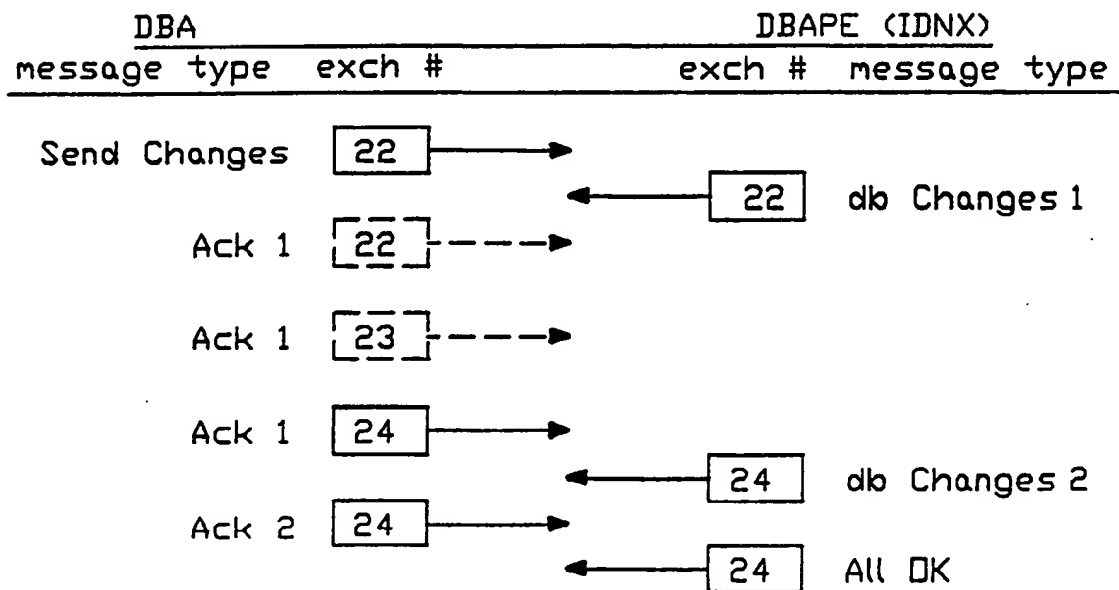 DBA DBAPE (IDNX)
message type exch # exch # message type
Send Changes 22
22 db Changes 1
Ack 1 22
Ack 1 23
Ack 1 24
24 db Changes 2
Ack 2 24
24 All OK